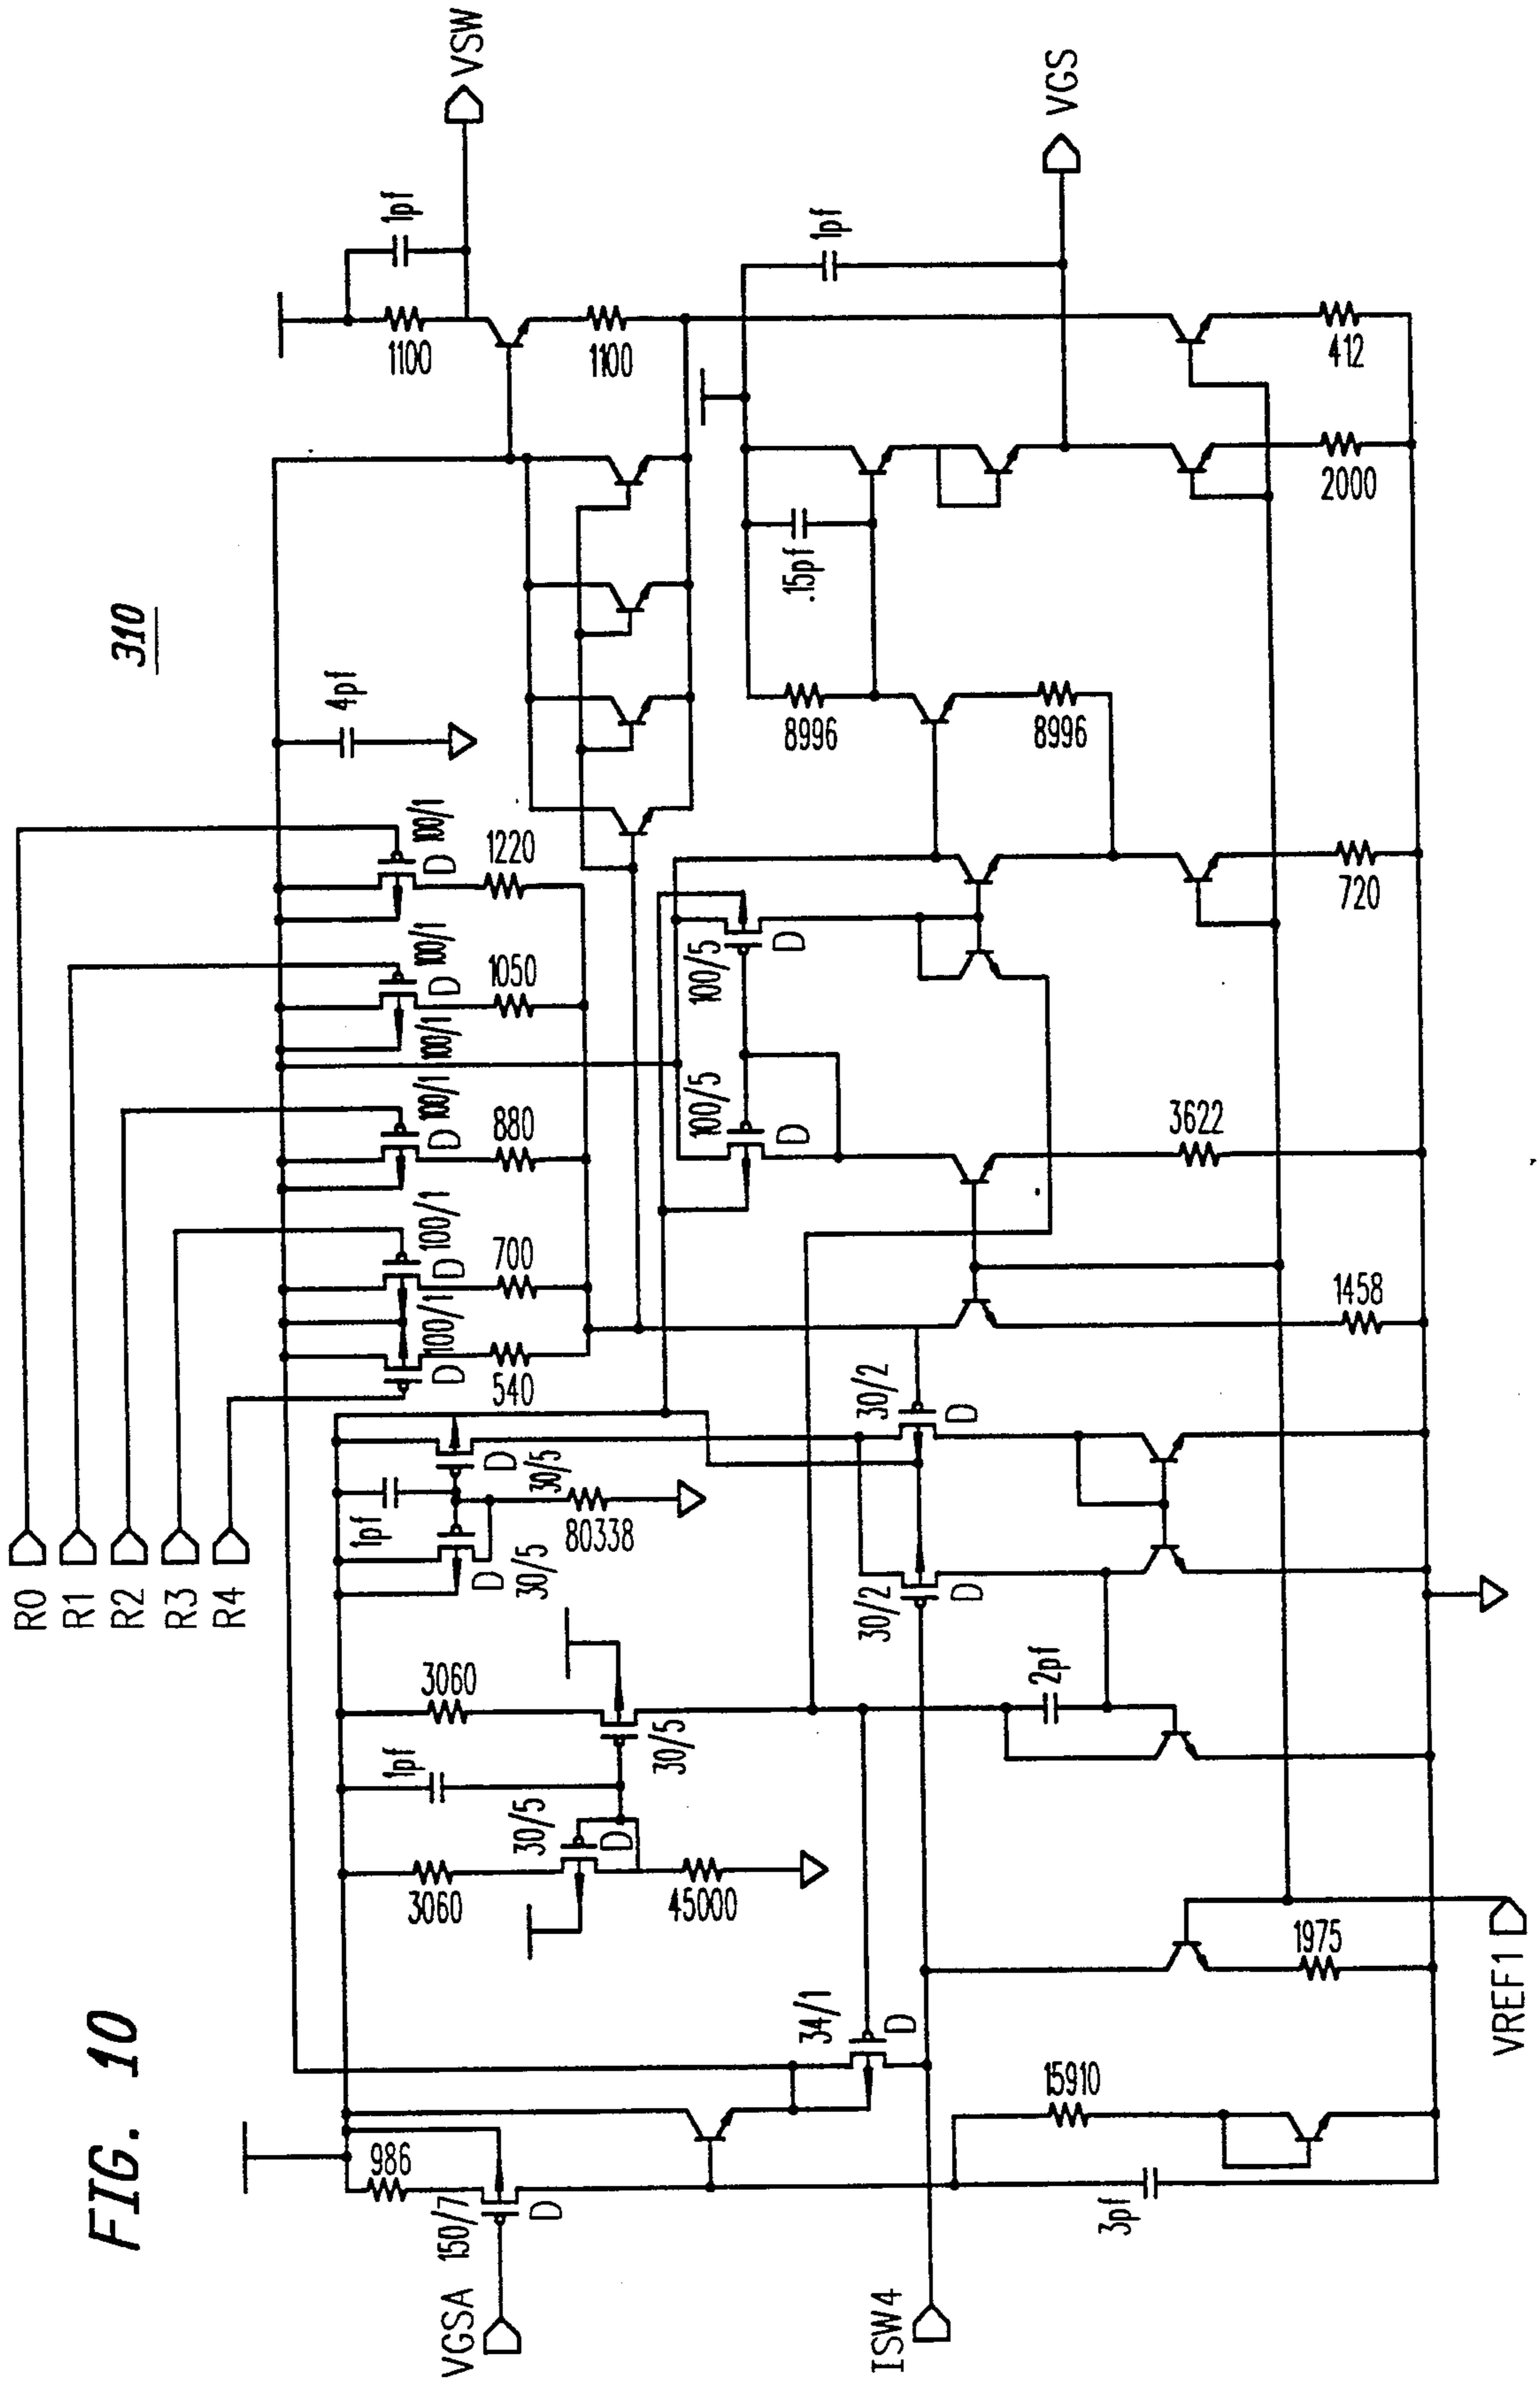 FIG. 10
310
R0
R1
R2
R3
R4
VGSA
ISW4
VREF1
VSW
VGS
986
150/7
D
3060
1pf
3060
30/5
D
45000
30/5
1pf
D
30/5
80338
D
30/5
D
100/1
540
D
100/1
700
D
100/1
880
D
100/1
100/1
1050
D
100/1
1220
4pf
1100
1pf
1100
34/1
D
30/2
D
30/2
D
100/5
D
100/5
D
8996
8996
.15pf
1pf
15910
3pf
1975
2pf
1458
3622
720
2000
412